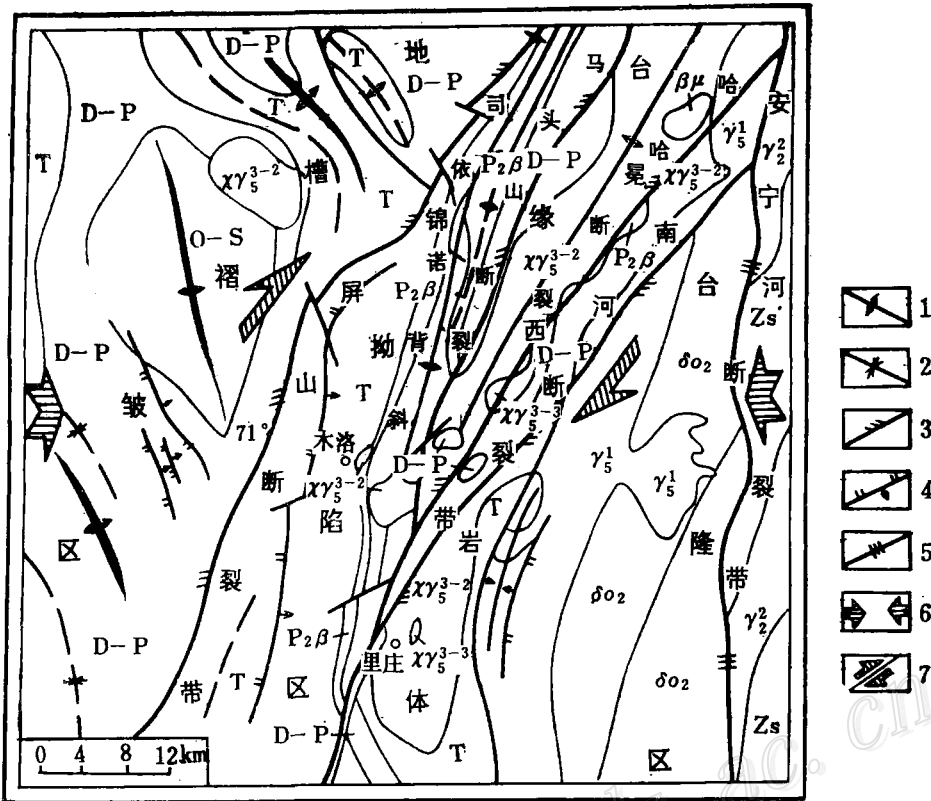 D-P
T
地
D-P
马
台
βμ
哈
D-P
T
司
头
安
γ₅¹
γ₂²
T
χγ₅³⁻²
槽
依
P₂β
D-P
哈
冕
χγ₅³⁻²
T
山
宁
O-S
锦
缘
断
南
褶
诺
P₂β
χγ₅³⁻²
台
河
P₂β
屏
断
裂
河
Zs
D-P
拗
背
裂
西
D-P
δo₂
断
皱
山
T
斜
断
χγ₅³⁻³
71°
木洛
裂
γ₅¹
D-P
γ₅¹
断
χγ₅³⁻²
T
裂
陷
带
岩
隆
区
带
裂
χγ₅³⁻²
δo₂
γ₂²
D-P
P₂β
Q
里庄
χγ₅³⁻³
带
T
区
体
δo₂
D-P
T
区
Zs
0 4 8 12km
1
2
3
4
5
6
7
ac.cn